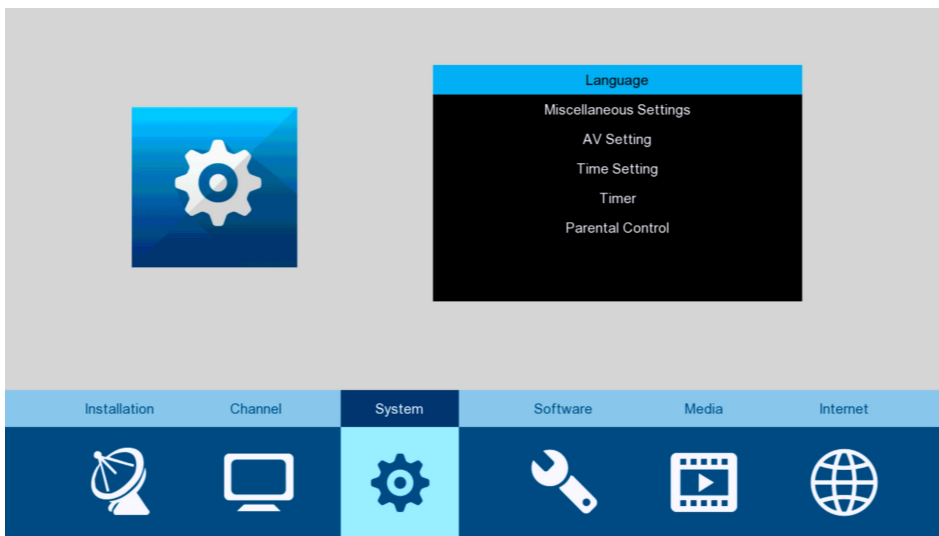 Language
Miscellaneous Settings
AV Setting
Time Setting
Timer
Parental Control
Installation
Channel
System
Software
Media
Internet